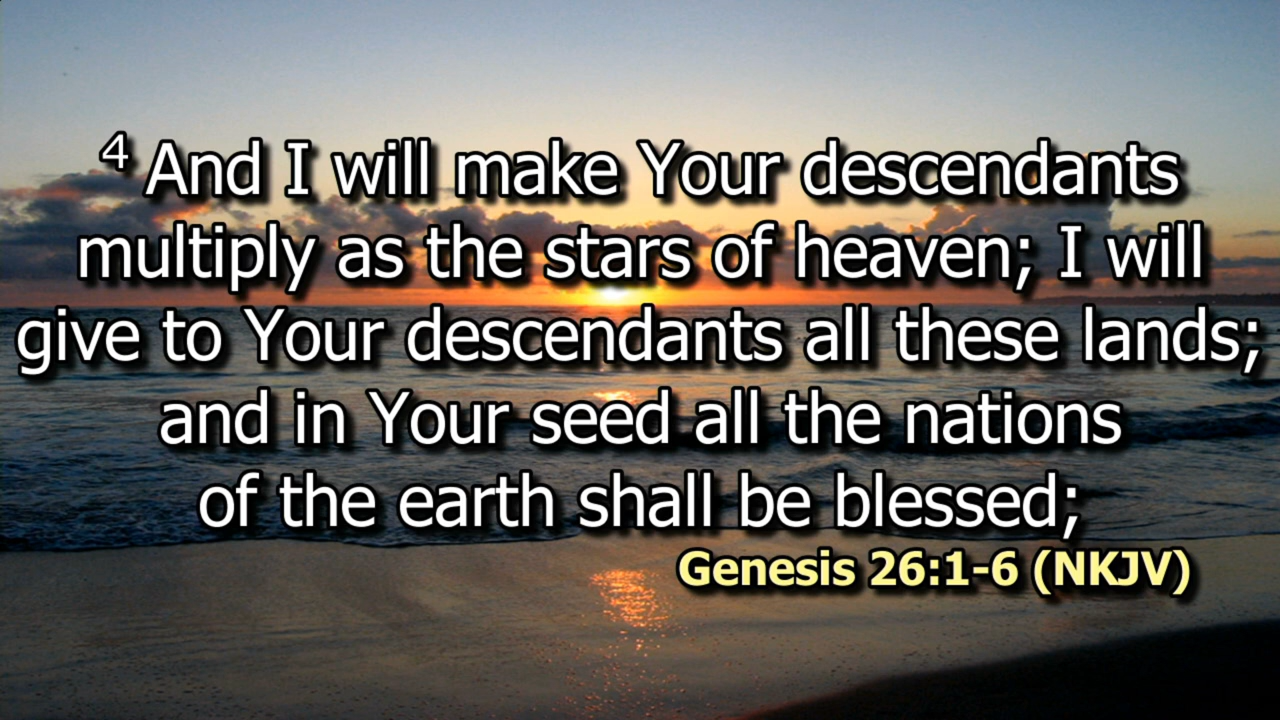 4 And I will make Your descendants
multiply as the stars of heaven; I will
give to Your descendants all these lands;
and in Your seed all the nations
of the earth shall be blessed;
Genesis 26:1-6 (NKJV)